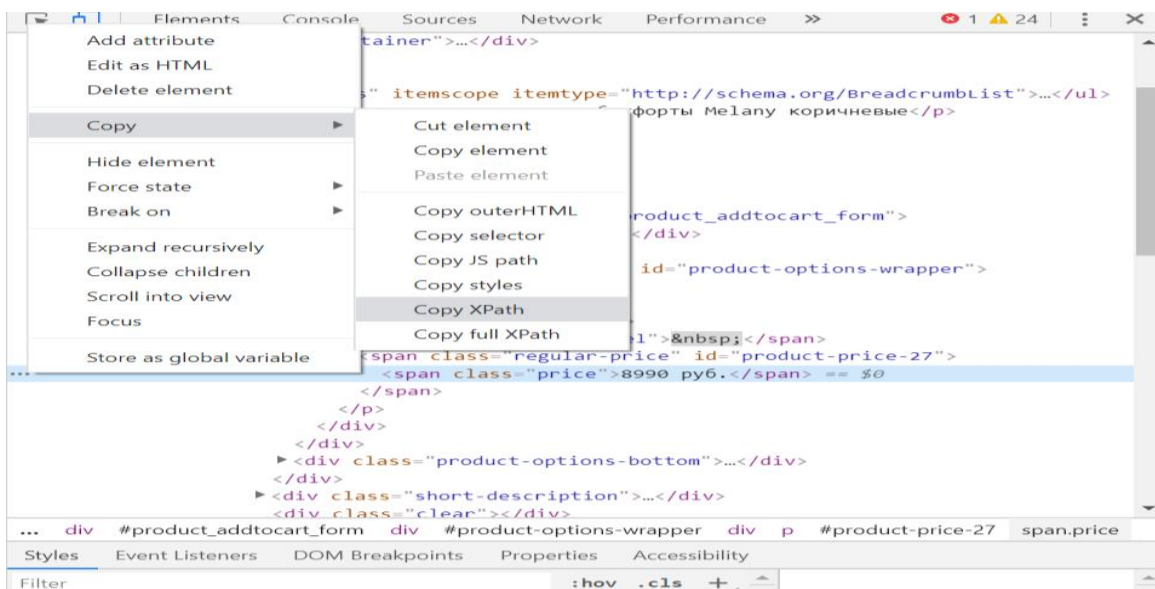 Elements Console Sources Network Performance » 1 24
Add attribute
tainer">…</div>
Edit as HTML
Delete element
s" itemscope itemtype="http://schema.org/BreadcrumbList">…</ul>
форты Melany коричневые</p>
Copy
Cut element
Copy element
Hide element
Paste element
Force state
Break on
Copy outerHTML
roduct_addtocart_form">
Copy selector
</div>
Expand recursively
Copy JS path
id="product-options-wrapper">
Collapse children
Copy styles
Scroll into view
Copy XPath
Focus
Copy full XPath
l">&nbsp;</span>
Store as global variable
<span class="regular-price" id="product-price-27">
... <span class="price">8990 руб.</span> == $0
</span>
</p>
</div>
</div>
<div class="product-options-bottom">…</div>
</div>
<div class="short-description">…</div>
<div class="clear"></div>
... div #product_addtocart_form div #product-options-wrapper div p #product-price-27 span.price
Styles Event Listeners DOM Breakpoints Properties Accessibility
Filter :hov .cls +